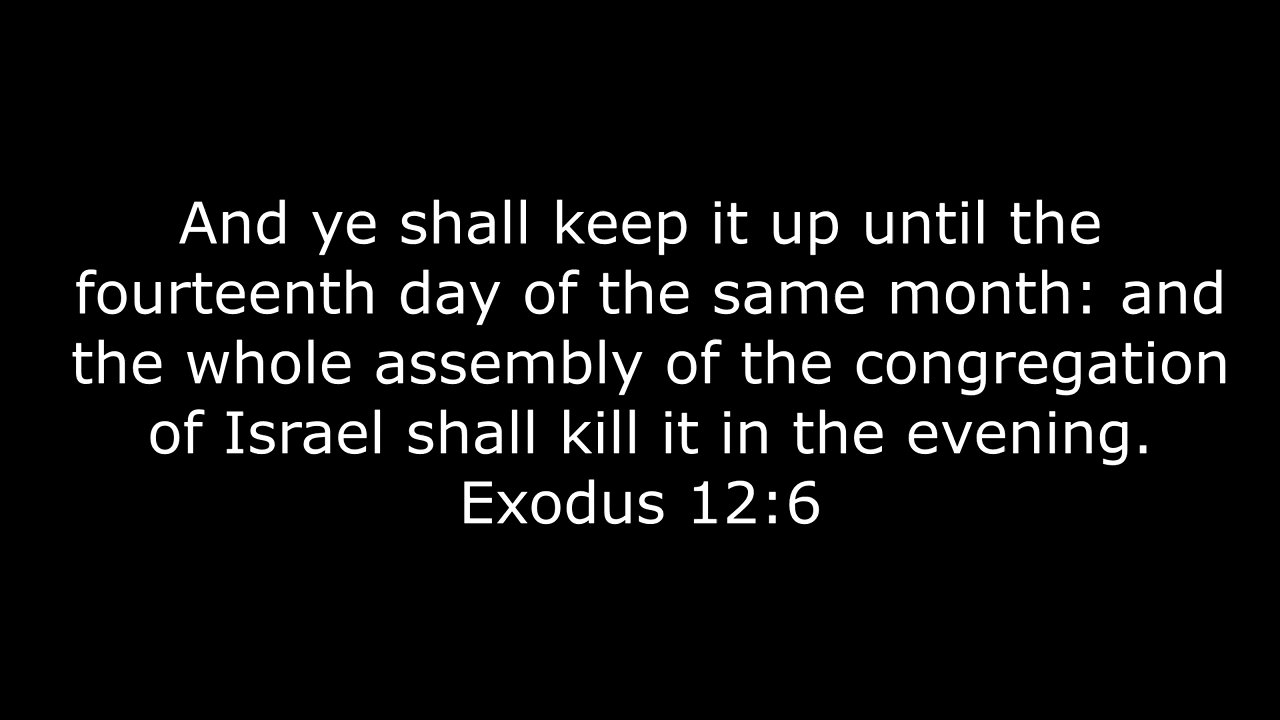 And ye shall keep it up until the
fourteenth day of the same month: and
the whole assembly of the congregation
of Israel shall kill it in the evening.
Exodus 12:6